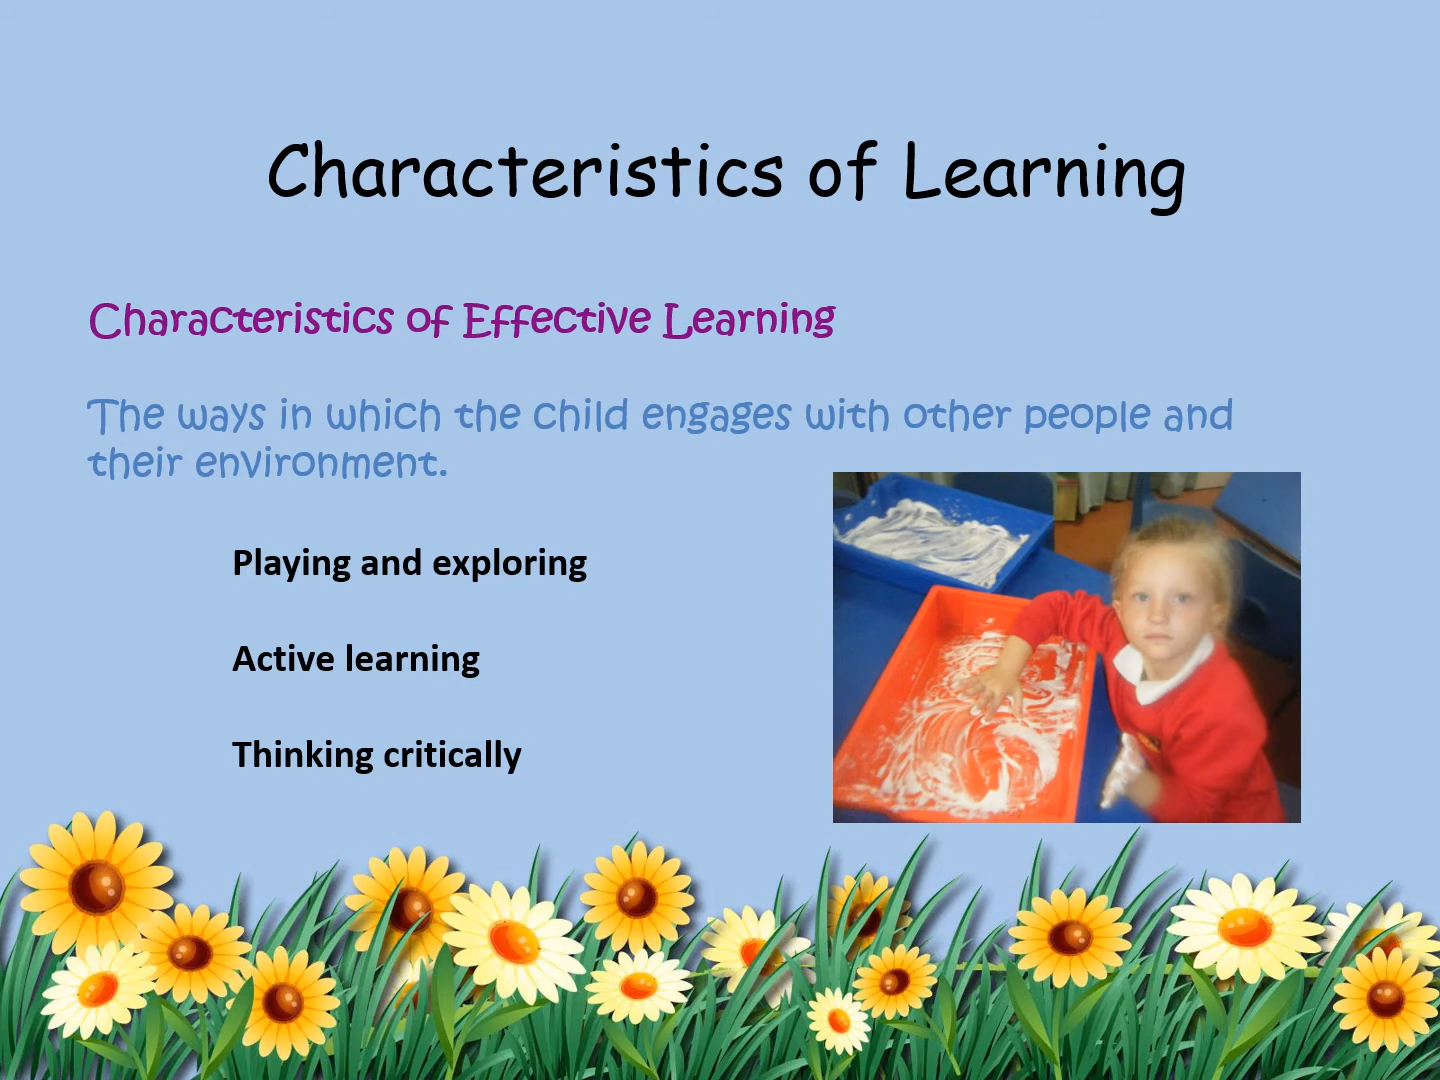 Characteristics of Learning
Characteristics of Effective Learning
The ways in which the child engages with other people and
their environment.
Playing and exploring
Active learning
Thinking critically